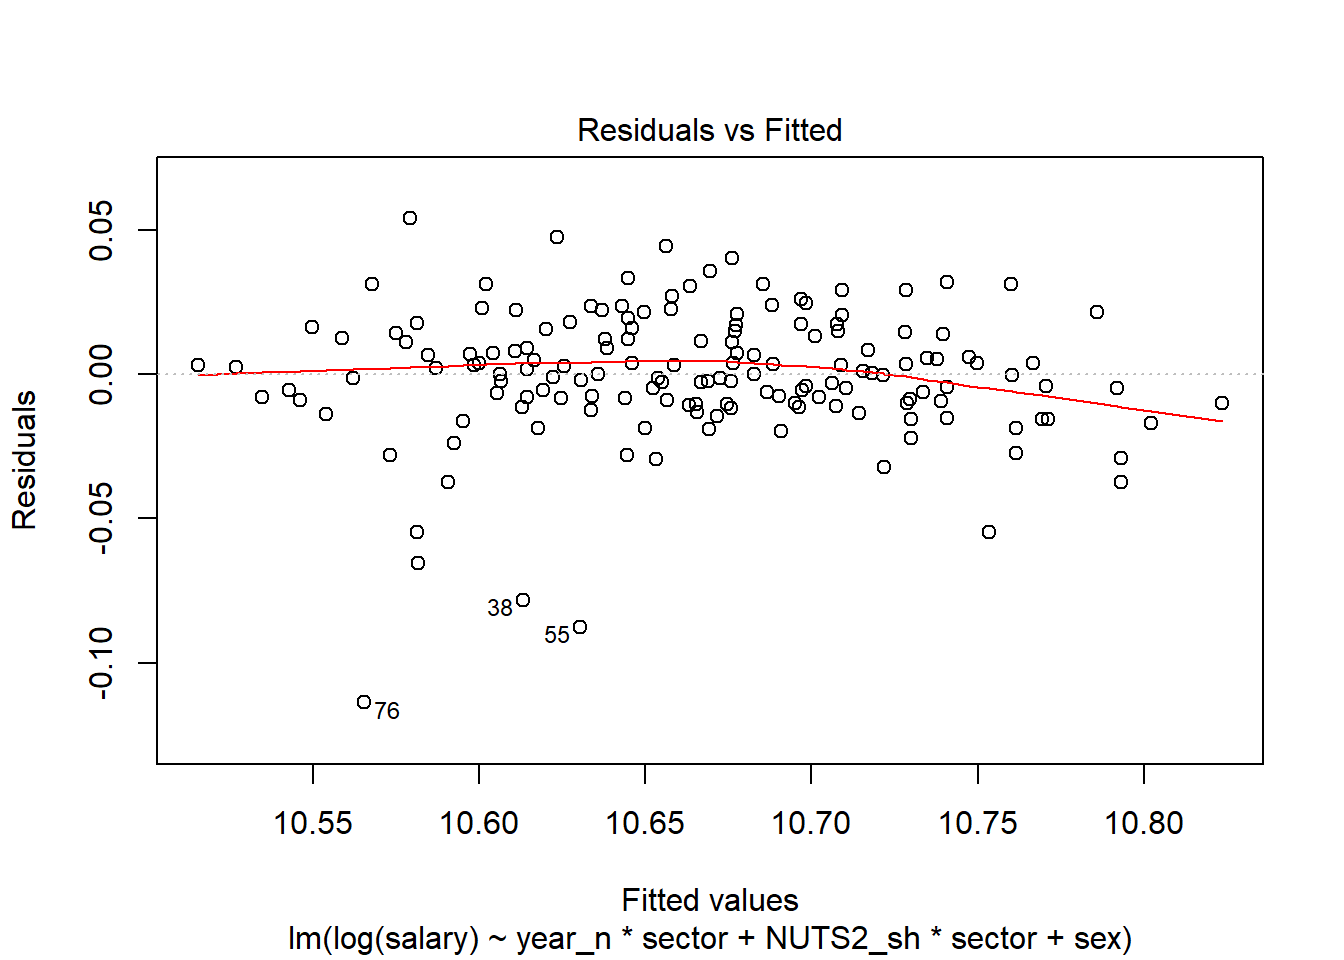 Residuals vs Fitted
Residuals
0.05
0.00
-0.05
-0.10
38
55
76
10.55 10.60 10.65 10.70 10.75 10.80
Fitted values
lm(log(salary) ~ year_n * sector + NUTS2_sh * sector + sex)